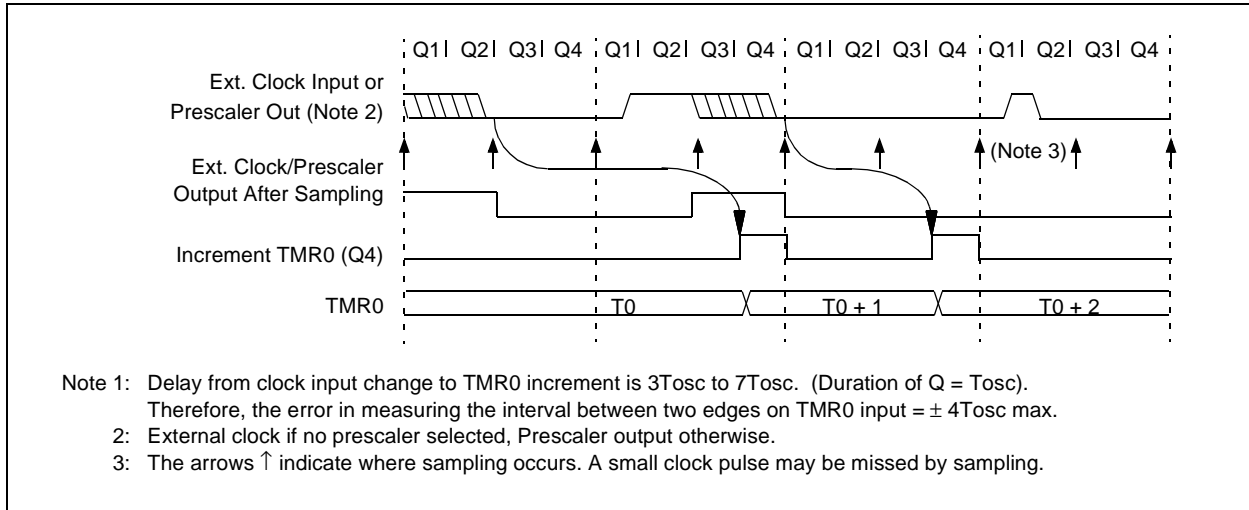 Q1 Q2 Q3 Q4 Q1 Q2 Q3 Q4 Q1 Q2 Q3 Q4 Q1 Q2 Q3 Q4
Ext. Clock Input or
Prescaler Out (Note 2)
(Note 3)
Ext. Clock/Prescaler
Output After Sampling
Increment TMR0 (Q4)
TMR0 T0 T0 + 1 T0 + 2
Note 1: Delay from clock input change to TMR0 increment is 3Tosc to 7Tosc. (Duration of Q = Tosc).
Therefore, the error in measuring the interval between two edges on TMR0 input = ± 4Tosc max.
2: External clock if no prescaler selected, Prescaler output otherwise.
3: The arrows ↑ indicate where sampling occurs. A small clock pulse may be missed by sampling.